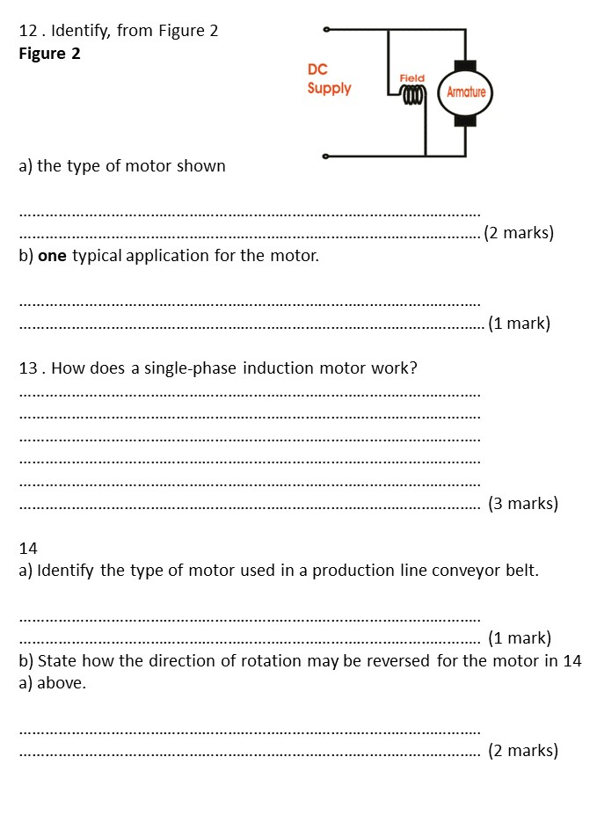 12 . Identify, from Figure 2
Figure 2
DC
Supply
Field
Armature
a) the type of motor shown
................................................................................................................
................................................................................................................ (2 marks)
b) one typical application for the motor.
................................................................................................................
................................................................................................................ (1 mark)
13 . How does a single-phase induction motor work?
................................................................................................................
................................................................................................................
................................................................................................................
................................................................................................................
................................................................................................................
................................................................................................................ (3 marks)
14
a) Identify the type of motor used in a production line conveyor belt.
................................................................................................................
................................................................................................................ (1 mark)
b) State how the direction of rotation may be reversed for the motor in 14
a) above.
................................................................................................................
................................................................................................................ (2 marks)